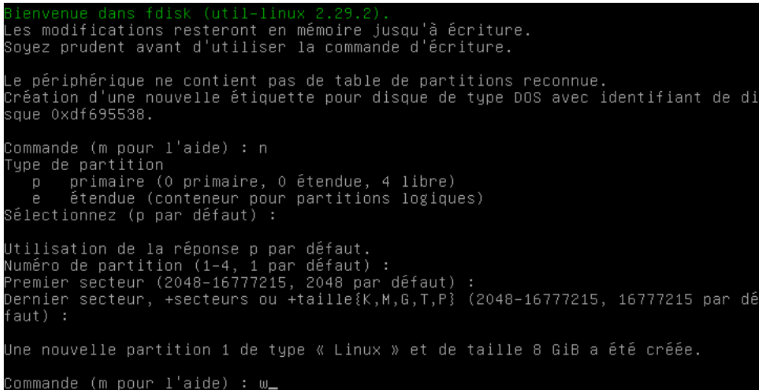 Bienvenue dans fdisk (util-linux 2.29.2).
Les modifications resteront en mémoire jusqu'à écriture.
Soyez prudent avant d'utiliser la commande d'écriture.
Le périphérique ne contient pas de table de partitions reconnue.
Création d'une nouvelle étiquette pour disque de type DOS avec identifiant de di
sque 0xdf695538.
Commande (m pour l'aide) : n
Type de partition
p primaire (0 primaire, 0 étendue, 4 libre)
e étendue (conteneur pour partitions logiques)
Sélectionnez (p par défaut) :
Utilisation de la réponse p par défaut.
Numéro de partition (1-4, 1 par défaut) :
Premier secteur (2048-16777215, 2048 par défaut) :
Dernier secteur, +secteurs ou +taille{K,M,G,T,P} (2048-16777215, 16777215 par dé
faut) :
Une nouvelle partition 1 de type « Linux » et de taille 8 GiB a été créée.
Commande (m pour l'aide) : w_